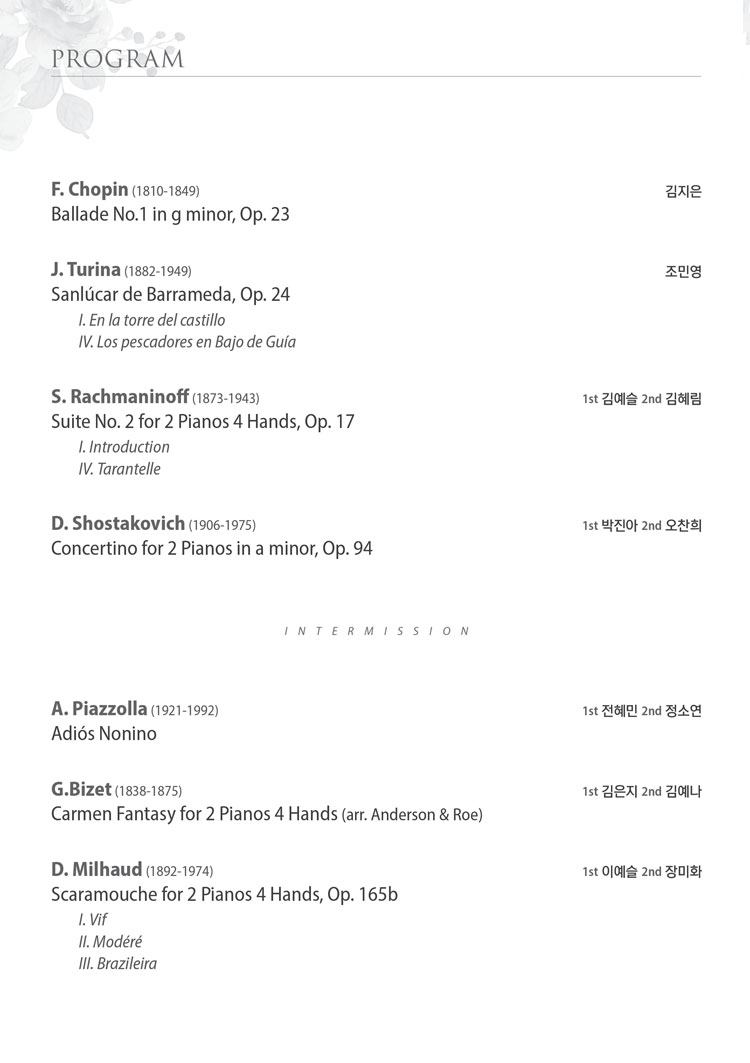 PROGRAM
F. Chopin (1810-1849) 김지은
Ballade No.1 in g minor, Op. 23
J. Turina (1882-1949) 조민영
Sanlúcar de Barrameda, Op. 24
I. En la torre del castillo
IV. Los pescadores en Bajo de Guía
S. Rachmaninoff (1873-1943) 1st 김예슬 2nd 김혜림
Suite No. 2 for 2 Pianos 4 Hands, Op. 17
I. Introduction
IV. Tarantelle
D. Shostakovich (1906-1975) 1st 박진아 2nd 오찬희
Concertino for 2 Pianos in a minor, Op. 94
INTERMISSION
A. Piazzolla (1921-1992) 1st 전혜민 2nd 정소연
Adiós Nonino
G.Bizet (1838-1875) 1st 김은지 2nd 김예나
Carmen Fantasy for 2 Pianos 4 Hands (arr. Anderson & Roe)
D. Milhaud (1892-1974) 1st 이예슬 2nd 장미화
Scaramouche for 2 Pianos 4 Hands, Op. 165b
I. Vif
II. Modéré
III. Brazileira